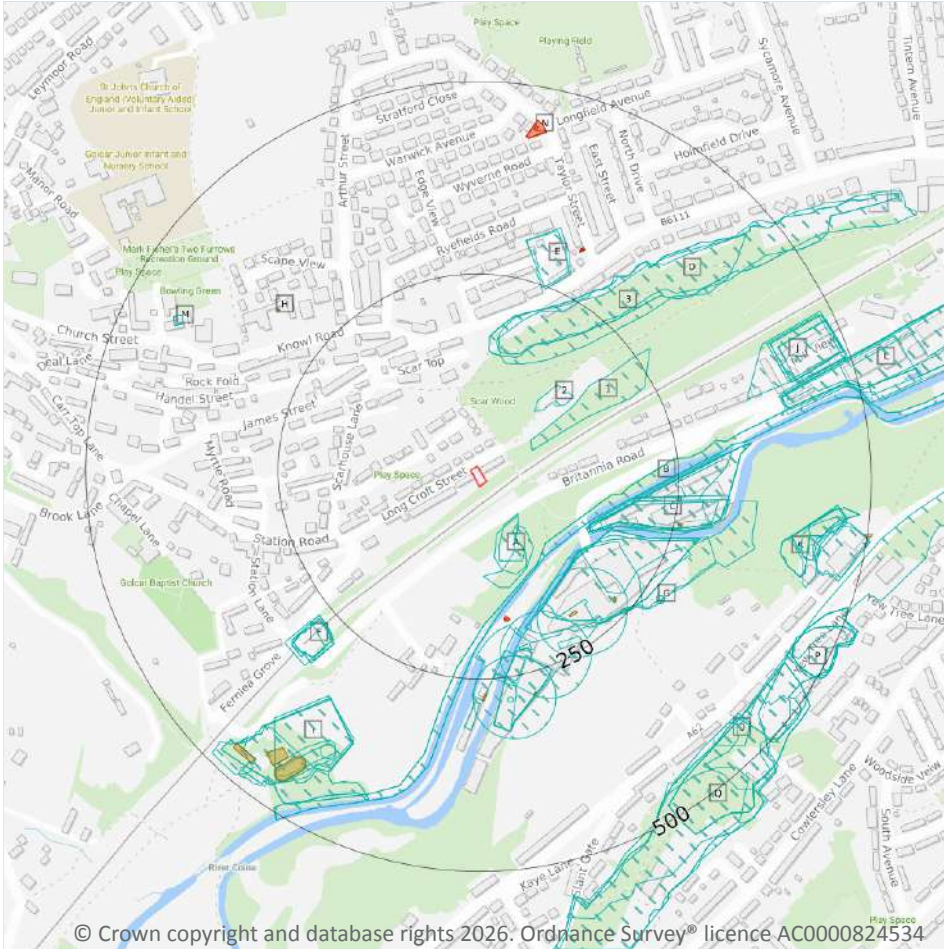 Play Space
Playing Field
Leymoor Road
Sycamore Avenue
Tintern Avenue
St Johns Church of
England (Voluntary Aided)
Junior and Infant School
Stratford Close
N
Longfield Avenue
Warwick Avenue
Golcar Junior Infant and
Nursery School
Arthur Street
Wyverne Road
Taylor Street
East Street
North Drive
Holmfield Drive
Manor Road
Edge View
B6111
Ryefields Road
Mark Fisher's Two Furrows
Recreation Ground
Play Space
Scape View
E
D
Bowling Green
H
3
M
Church Street
Knowl Road
J
Deal Lane
Scar Top
L
Rock Fold
Handel Street
2
1
Scar Wood
James Street
Carr Top Lane
Scarhouse Lane
Myrtle Road
Play Space
Long Croft Street
Britannia Road
B
Brook Lane
Chapel Lane
C
Station Road
A
K
Golcar Baptist Church
Station Lane
G
Yew Tree Lane
250
P
Fernlea Grove
A62
Woodside View
O
500
Cowlersley Lane
South Avenue
River Colne
Kaye Lane
Slant Gate
Play Space
© Crown copyright and database rights 2026. Ordnance Survey® licence AC0000824534